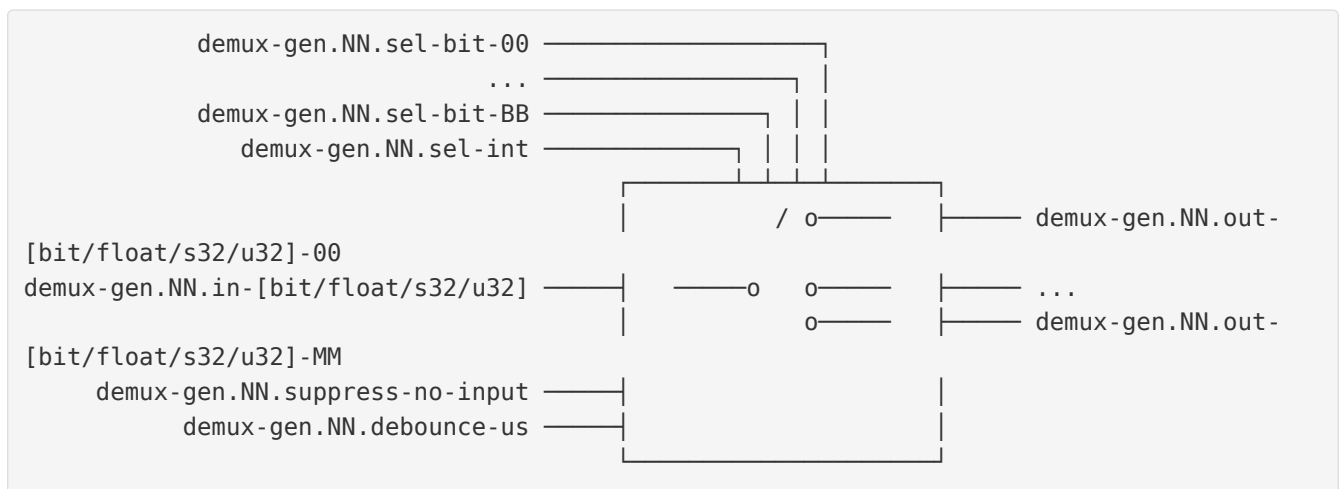 demux-gen.NN.sel-bit-00
...
demux-gen.NN.sel-bit-BB
demux-gen.NN.sel-int
/ o
demux-gen.NN.out-
[bit/float/s32/u32]-00
demux-gen.NN.in-[bit/float/s32/u32] o o ...
o demux-gen.NN.out-
[bit/float/s32/u32]-MM
demux-gen.NN.suppress-no-input
demux-gen.NN.debounce-us